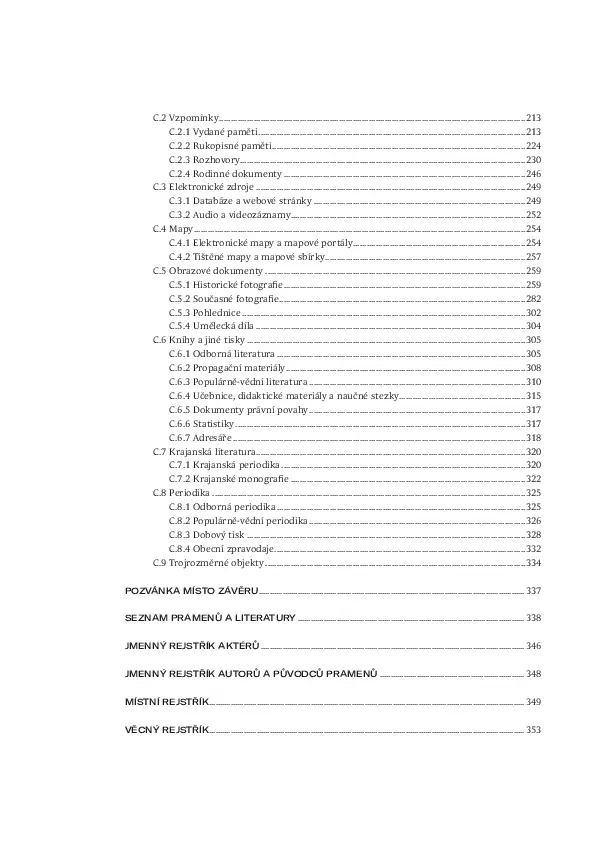 C.2 Vzpomínky 213
C.2.1 Vydané paměti 213
C.2.2 Rukopisné paměti 224
C.2.3 Rozhovory 230
C.2.4 Rodinné dokumenty 246
C.3 Elektronické zdroje 249
C.3.1 Databáze a webové stránky 249
C.3.2 Audio a videozáznamy 252
C.4 Mapy 254
C.4.1 Elektronické mapy a mapové portály 254
C.4.2 Tištěné mapy a mapové sbírky 257
C.5 Obrazové dokumenty 259
C.5.1 Historické fotografie 259
C.5.2 Současné fotografie 282
C.5.3 Pohlednice 302
C.5.4 Umělecká díla 304
C.6 Knihy a jiné tisky 305
C.6.1 Odborná literatura 305
C.6.2 Propagační materiály 308
C.6.3 Populárně-vědní literatura 310
C.6.4 Učebnice, didaktické materiály a naučné stezky 315
C.6.5 Dokumenty právní povahy 317
C.6.6 Statistiky 317
C.6.7 Adresáře 318
C.7 Krajanská literatura 320
C.7.1 Krajanská periodika 320
C.7.2 Krajanské monografie 322
C.8 Periodika 325
C.8.1 Odborná periodika 325
C.8.2 Populárně-vědní periodika 326
C.8.3 Dobový tisk 328
C.8.4 Obecní zpravodaje 332
C.9 Trojrozměrné objekty 334
POZVÁNKA MÍSTO ZÁVĚRU 337
SEZNAM PRAMENŮ A LITERATURY 338
JMENNÝ REJSTŘÍK AKTÉRŮ 346
JMENNÝ REJSTŘÍK AUTORŮ A PŮVODCŮ PRAMENŮ 348
MÍSTNÍ REJSTŘÍK 349
VĚCNÝ REJSTŘÍK 353